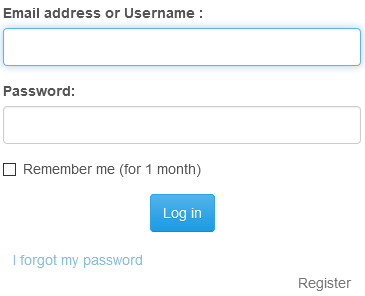 Email address or Username :
Password:
Remember me (for 1 month)
Log in
I forgot my password
Register